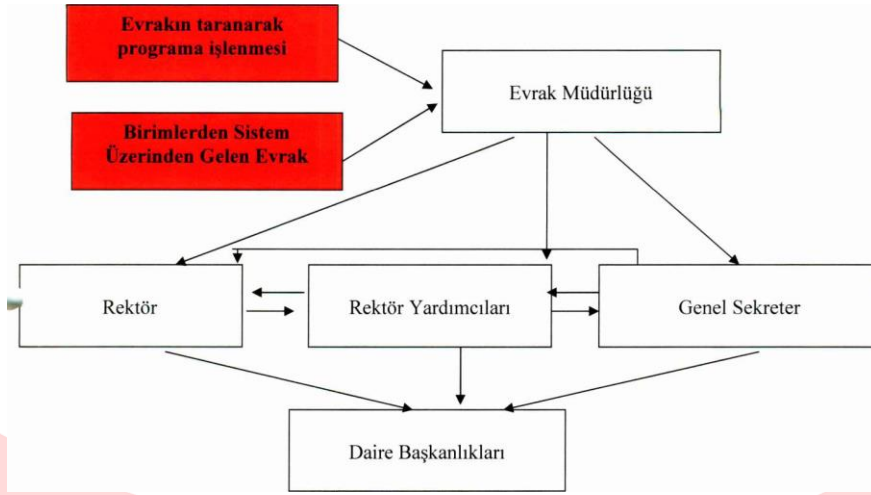 Evrakın taranarak
programa işlenmesi
Evrak Müdürlüğü
Birimlerden Sistem
Üzerinden Gelen Evrak
Rektör
Rektör Yardımcıları
Genel Sekreter
Daire Başkanlıkları